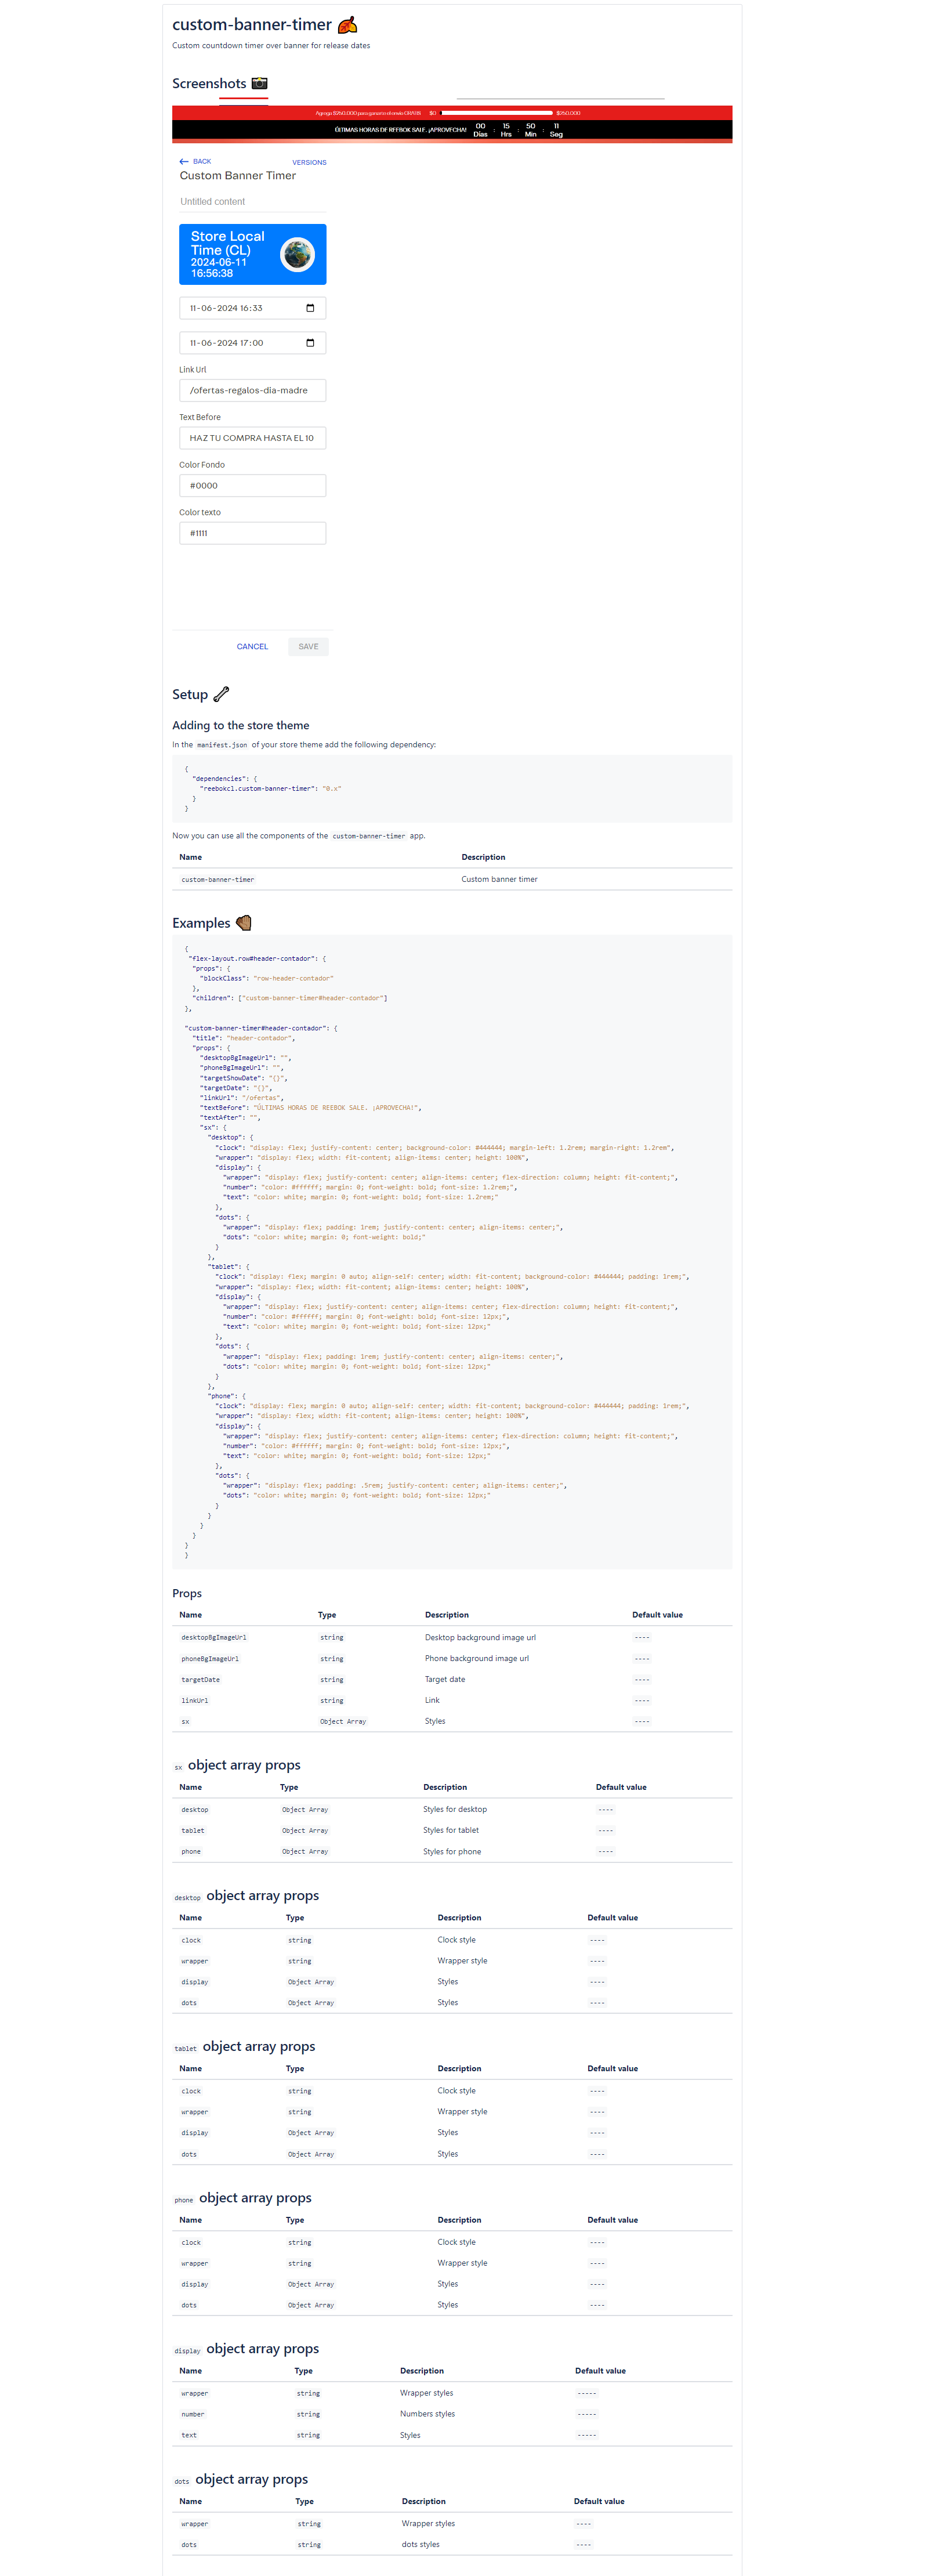 custom-banner-timer 🍂
Custom countdown timer over banner for release dates
Screenshots 📸
Agrega $260.000 para ganarte el envío GRATIS $0 $260.000
ÚLTIMAS HORAS DE REEBOK SALE. ¡APROVECHA! 00 : 15 : 50 : 11
Días Hrs Min Seg
← BACK VERSIONS
Custom Banner Timer
Untitled content
Store Local
Time (CL)
2024-06-11
16:56:38
11-06-2024 16:33
11-06-2024 17:00
Link Url
/ofertas-regalos-dia-madre
Text Before
HAZ TU COMPRA HASTA EL 10
Color Fondo
#0000
Color texto
#1111
CANCEL SAVE
Setup 🦴
Adding to the store theme
In the manifest.json of your store theme add the following dependency:
{
"dependencies": {
"reebokcl.custom-banner-timer": "0.x"
}
}
Now you can use all the components of the custom-banner-timer app.
Name Description
custom-banner-timer Custom banner timer
Examples
{
"flex-layout.row#header-contador": {
"props": {
"blockClass": "row-header-contador"
},
"children": ["custom-banner-timer#header-contador"]
},
"custom-banner-timer#header-contador": {
"title": "header-contador",
"props": {
"desktopBgImageUrl": "",
"phoneBgImageUrl": "",
"targetShowDate": "{}",
"targetDate": "{}",
"linkUrl": "/ofertas",
"textBefore": "ÚLTIMAS HORAS DE REEBOK SALE. ¡APROVECHA!",
"textAfter": "",
"sx": {
"desktop": {
"clock": "display: flex; justify-content: center; background-color: #444444; margin-left: 1.2rem; margin-right: 1.2rem",
"wrapper": "display: flex; width: fit-content; align-items: center; height: 100%",
"display": {
"wrapper": "display: flex; justify-content: center; align-items: center; flex-direction: column; height: fit-content;",
"number": "color: #ffffff; margin: 0; font-weight: bold; font-size: 1.2rem;",
"text": "color: white; margin: 0; font-weight: bold; font-size: 1.2rem;"
},
"dots": {
"wrapper": "display: flex; padding: 1rem; justify-content: center; align-items: center;",
"dots": "color: white; margin: 0; font-weight: bold;"
}
},
"tablet": {
"clock": "display: flex; margin: 0 auto; align-self: center; width: fit-content; background-color: #444444; padding: 1rem;",
"wrapper": "display: flex; width: fit-content; align-items: center; height: 100%",
"display": {
"wrapper": "display: flex; justify-content: center; align-items: center; flex-direction: column; height: fit-content;",
"number": "color: #ffffff; margin: 0; font-weight: bold; font-size: 12px;",
"text": "color: white; margin: 0; font-weight: bold; font-size: 12px;"
},
"dots": {
"wrapper": "display: flex; padding: 1rem; justify-content: center; align-items: center;",
"dots": "color: white; margin: 0; font-weight: bold; font-size: 12px;"
}
},
"phone": {
"clock": "display: flex; margin: 0 auto; align-self: center; width: fit-content; background-color: #444444; padding: 1rem;",
"wrapper": "display: flex; width: fit-content; align-items: center; height: 100%",
"display": {
"wrapper": "display: flex; justify-content: center; align-items: center; flex-direction: column; height: fit-content;",
"number": "color: #ffffff; margin: 0; font-weight: bold; font-size: 12px;",
"text": "color: white; margin: 0; font-weight: bold; font-size: 12px;"
},
"dots": {
"wrapper": "display: flex; padding: .5rem; justify-content: center; align-items: center;",
"dots": "color: white; margin: 0; font-weight: bold; font-size: 12px;"
}
}
}
}
}
}
Props
Name Type Description Default value
desktopBgImageUrl string Desktop background image url ----
phoneBgImageUrl string Phone background image url ----
targetDate string Target date ----
linkUrl string Link ----
sx Object Array Styles ----
sx object array props
Name Type Description Default value
desktop Object Array Styles for desktop ----
tablet Object Array Styles for tablet ----
phone Object Array Styles for phone ----
desktop object array props
Name Type Description Default value
clock string Clock style ----
wrapper string Wrapper style ----
display Object Array Styles ----
dots Object Array Styles ----
tablet object array props
Name Type Description Default value
clock string Clock style ----
wrapper string Wrapper style ----
display Object Array Styles ----
dots Object Array Styles ----
phone object array props
Name Type Description Default value
clock string Clock style ----
wrapper string Wrapper style ----
display Object Array Styles ----
dots Object Array Styles ----
display object array props
Name Type Description Default value
wrapper string Wrapper styles -----
number string Numbers styles -----
text string Styles -----
dots object array props
Name Type Description Default value
wrapper string Wrapper styles ----
dots string dots styles ----